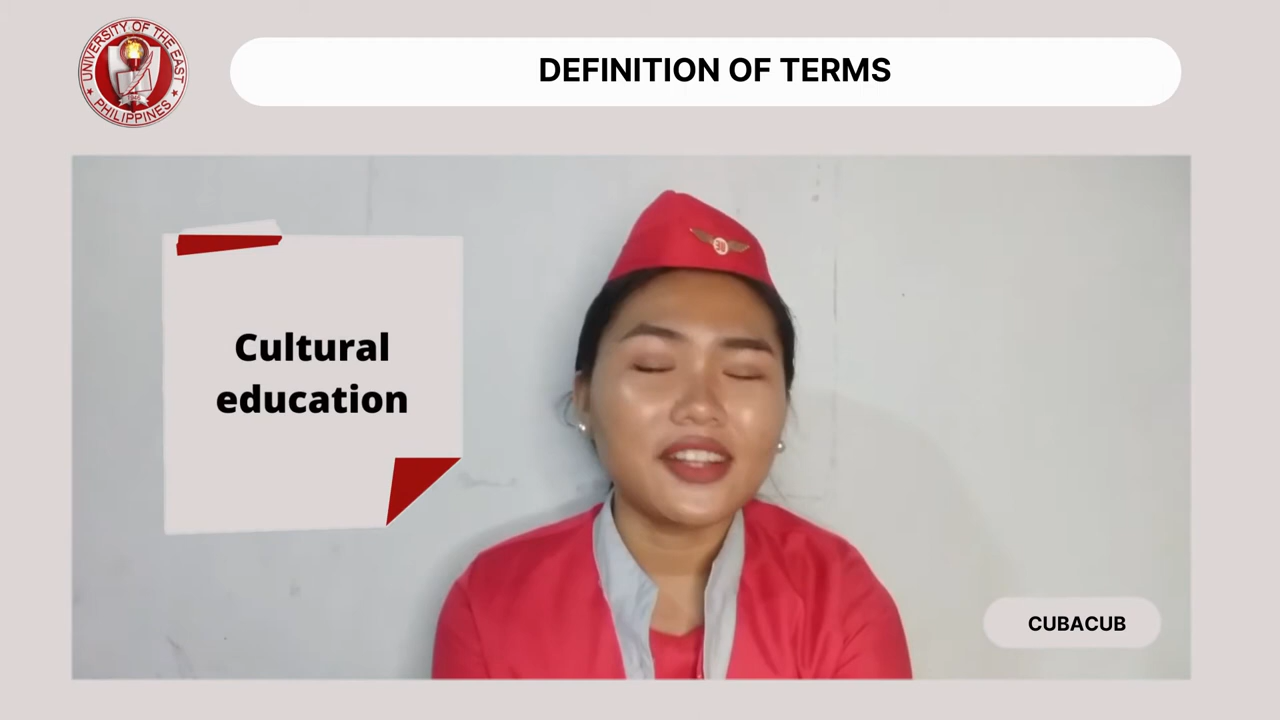 UNIVERSITY OF THE EAST
PHILIPPINES
DEFINITION OF TERMS
Cultural
education
CUBACUB